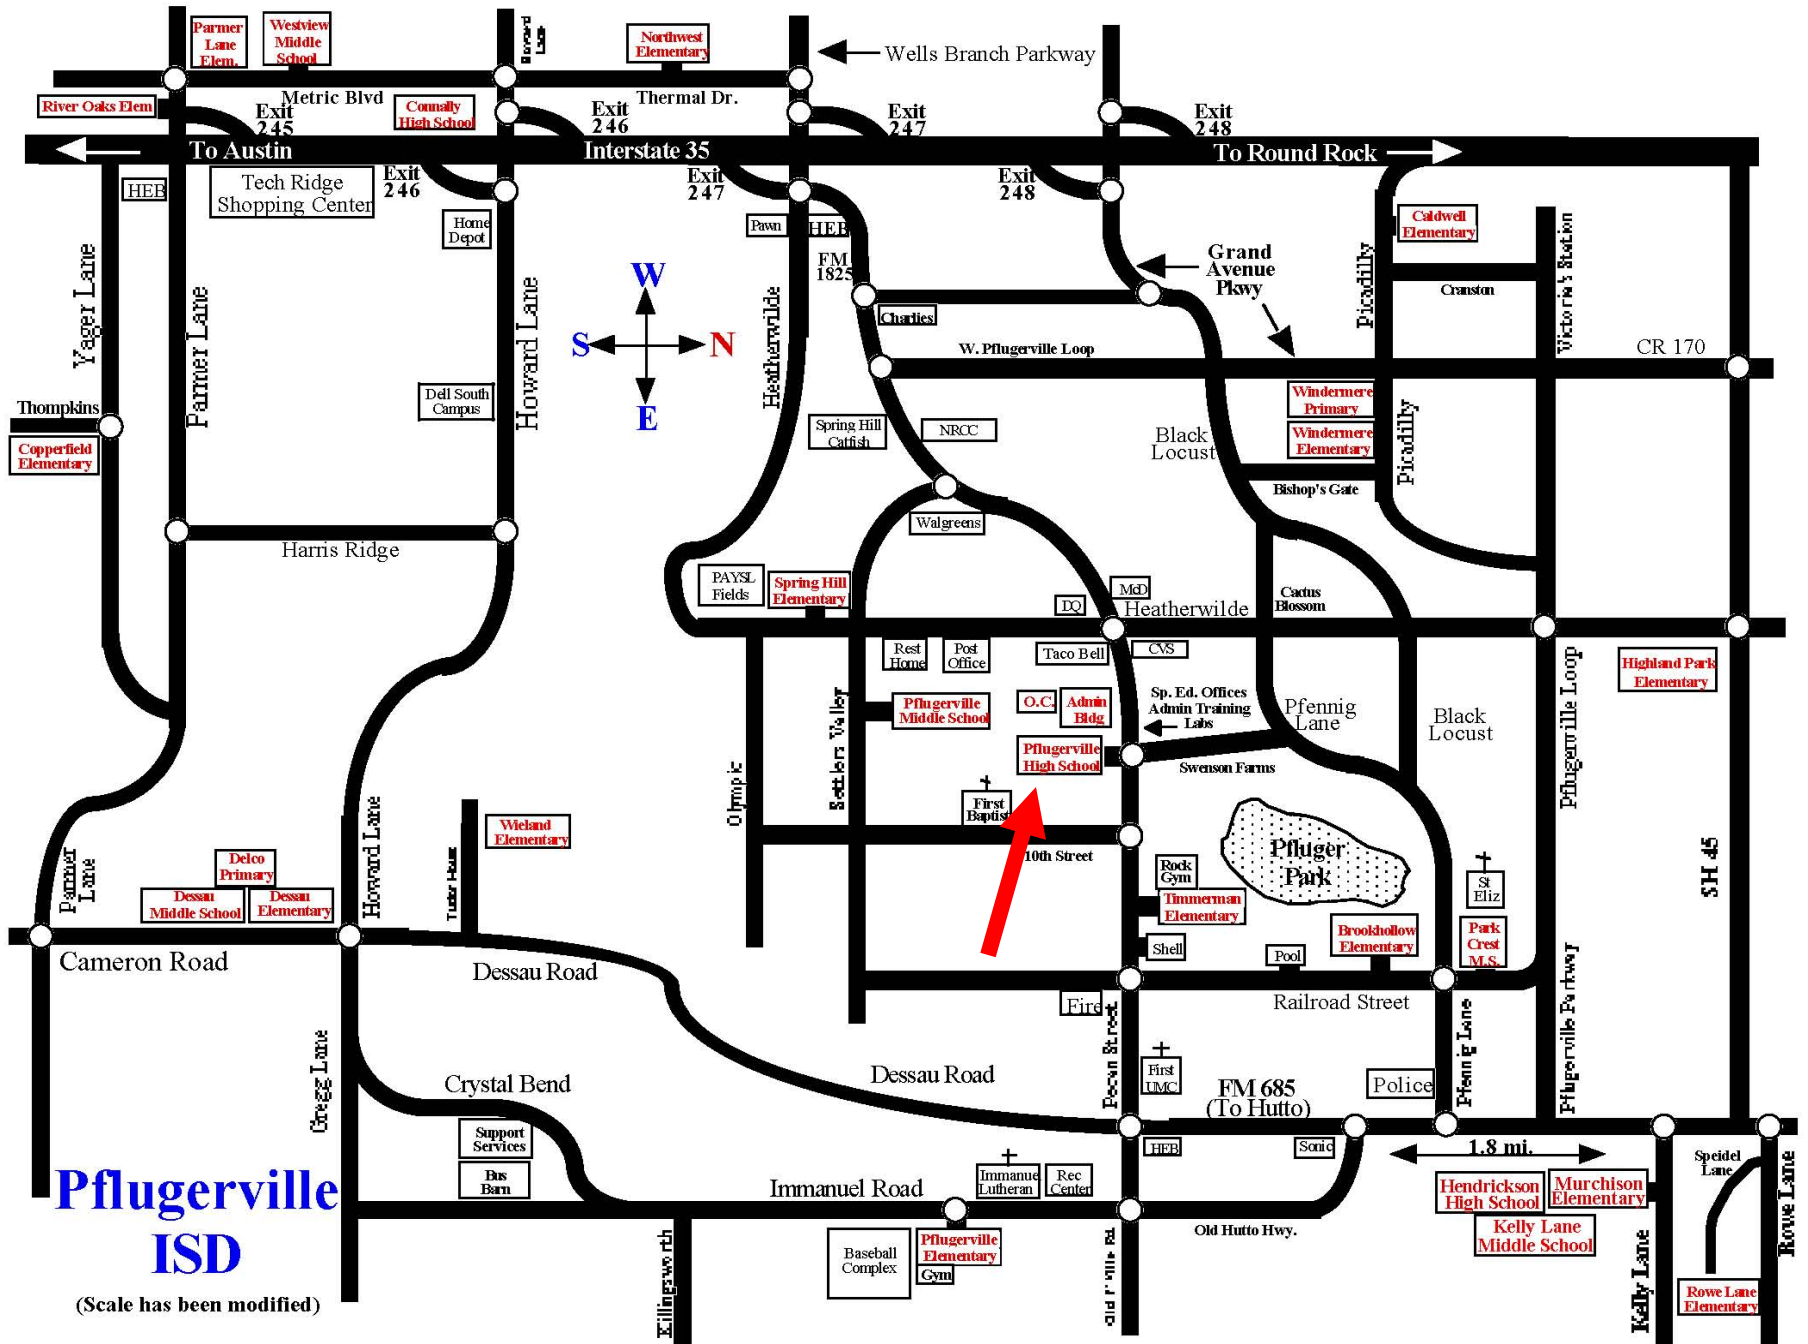 Parmer
Lane
Elem.
Westview
Middle
School
Howard
Lane
Northwest
Elementary
Wells Branch Parkway
River Oaks Elem
Metric Blvd
Connally
High School
Thermal Dr.
Exit
245
Exit
246
Exit
247
Exit
248
To Austin
Interstate 35
To Round Rock
HEB
Tech Ridge
Shopping Center
Exit
246
Exit
247
Exit
248
Home
Depot
Pawn
HEB
FM
1825
Caldwell
Elementary
Victoria's Station
Grand
Avenue
Pkwy
Picadilly
Cranston
Yager Lane
Parmer Lane
Howard Lane
W
S
N
E
Heatherwilde
Charlies
W. Pflugerville Loop
CR 170
Thompkins
Copperfield
Elementary
Dell South
Campus
Spring Hill
Catfish
NRCC
Black
Locust
Windermere
Primary
Windermere
Elementary
Picadilly
Bishop's Gate
Walgreens
Harris Ridge
PAYSL
Fields
Spring Hill
Elementary
DQ
McD
Heatherwilde
Cactus
Blossom
Rest
Home
Post
Office
Taco Bell
CVS
Highland Park
Elementary
Pflugerville
Middle School
O.C.
Admin
Bldg
Sp. Ed. Offices
Admin Training
Labs
Pfennig
Lane
Black
Locust
Pflugerville Loop
Settlers Valley
Olympic
Pflugerville
High School
Swenson Farms
First
Baptist
10th Street
Pfluger
Park
SH 45
Parmer
Lane
Howard Lane
Wieland
Elementary
Delco
Primary
Dessau
Middle School
Dessau
Elementary
Rock
Gym
Timmerman
Elementary
St
Eliz
Brookhollow
Elementary
Park
Crest
M.S.
Shell
Pool
Cameron Road
Dessau Road
Fire
Railroad Street
Pecan Street
Pfennig Lane
Pflugerville Parkway
Gregg Lane
Crystal Bend
Dessau Road
First
UMC
FM 685
(To Hutto)
Police
Support
Services
Bus
Barn
HEB
Sonic
1.8 mi.
Speidel
Lane
Rowe Lane
Pflugerville
ISD
(Scale has been modified)
Immanuel Road
Immanue
Lutheran
Rec
Center
Old Hutto Hwy.
Hendrickson
High School
Murchison
Elementary
Kelly Lane
Middle School
Baseball
Complex
Pflugerville
Elementary
Gym
Killingsworth
Kelly Lane
Rowe Lane
Elementary